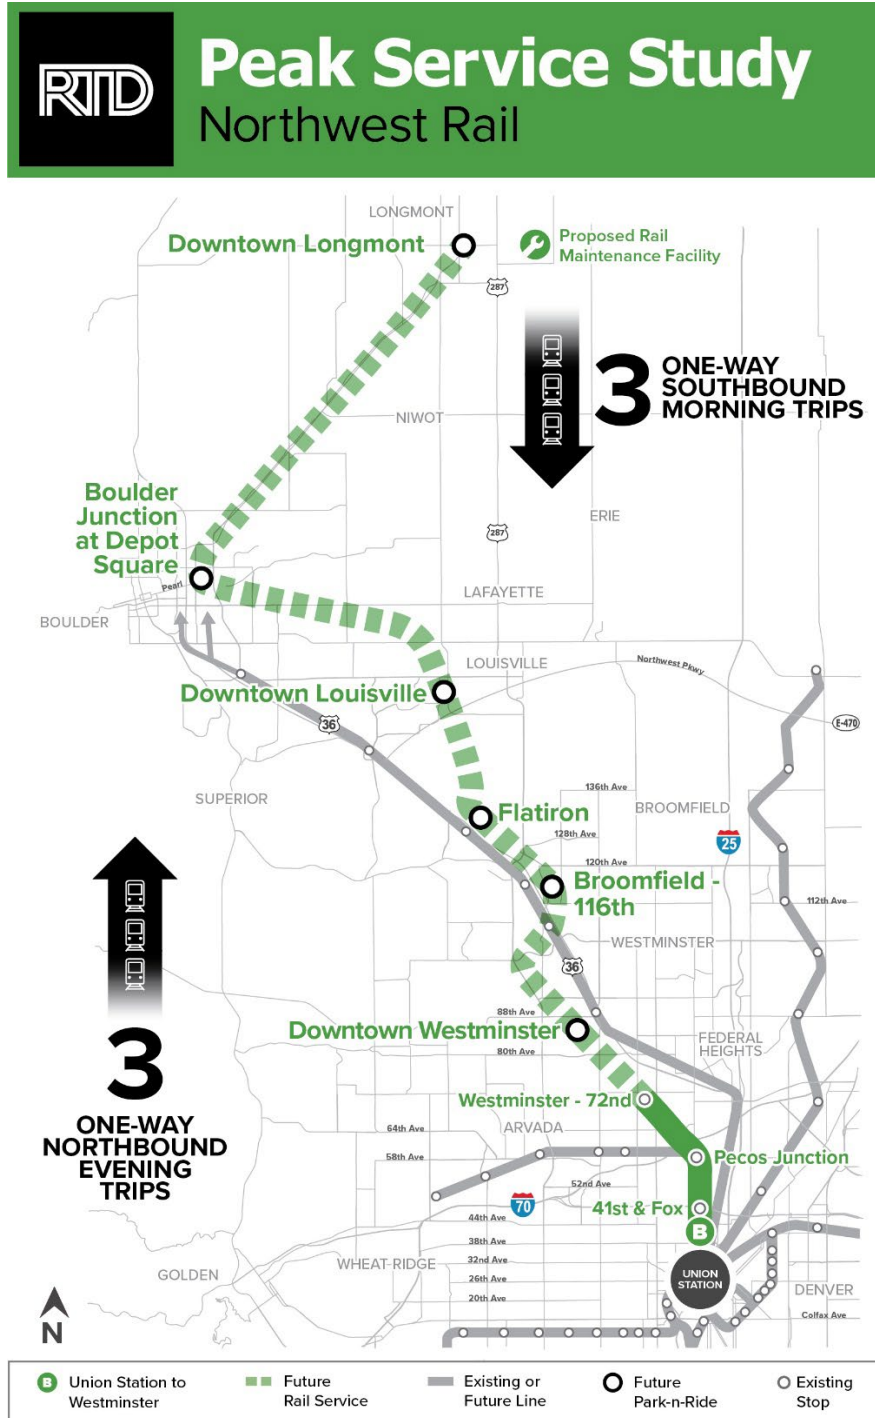 RTD
Peak Service Study
Northwest Rail
LONGMONT
Downtown Longmont
Proposed Rail
Maintenance Facility
287
3
ONE-WAY
SOUTHBOUND
MORNING TRIPS
NIWOT
Boulder
Junction
at Depot
Square
ERIE
287
Pearl
LAFAYETTE
BOULDER
LOUISVILLE
Northwest Pkwy
Downtown Louisville
36
E-470
SUPERIOR
136th Ave
BROOMFIELD
Flatiron
128th Ave
25
120th Ave
Broomfield -
116th
112th Ave
WESTMINSTER
36
88th Ave
Downtown Westminster
FEDERAL
HEIGHTS
80th Ave
3
ONE-WAY
NORTHBOUND
EVENING
TRIPS
Westminster - 72nd
64th Ave
ARVADA
58th Ave
Pecos Junction
52nd Ave
70
41st & Fox
44th Ave
B
38th Ave
WHEAT RIDGE
32nd Ave
GOLDEN
26th Ave
UNION
STATION
DENVER
20th Ave
Colfax Ave
N
B Union Station to
Westminster
Future
Rail Service
Existing or
Future Line
Future
Park-n-Ride
Existing
Stop